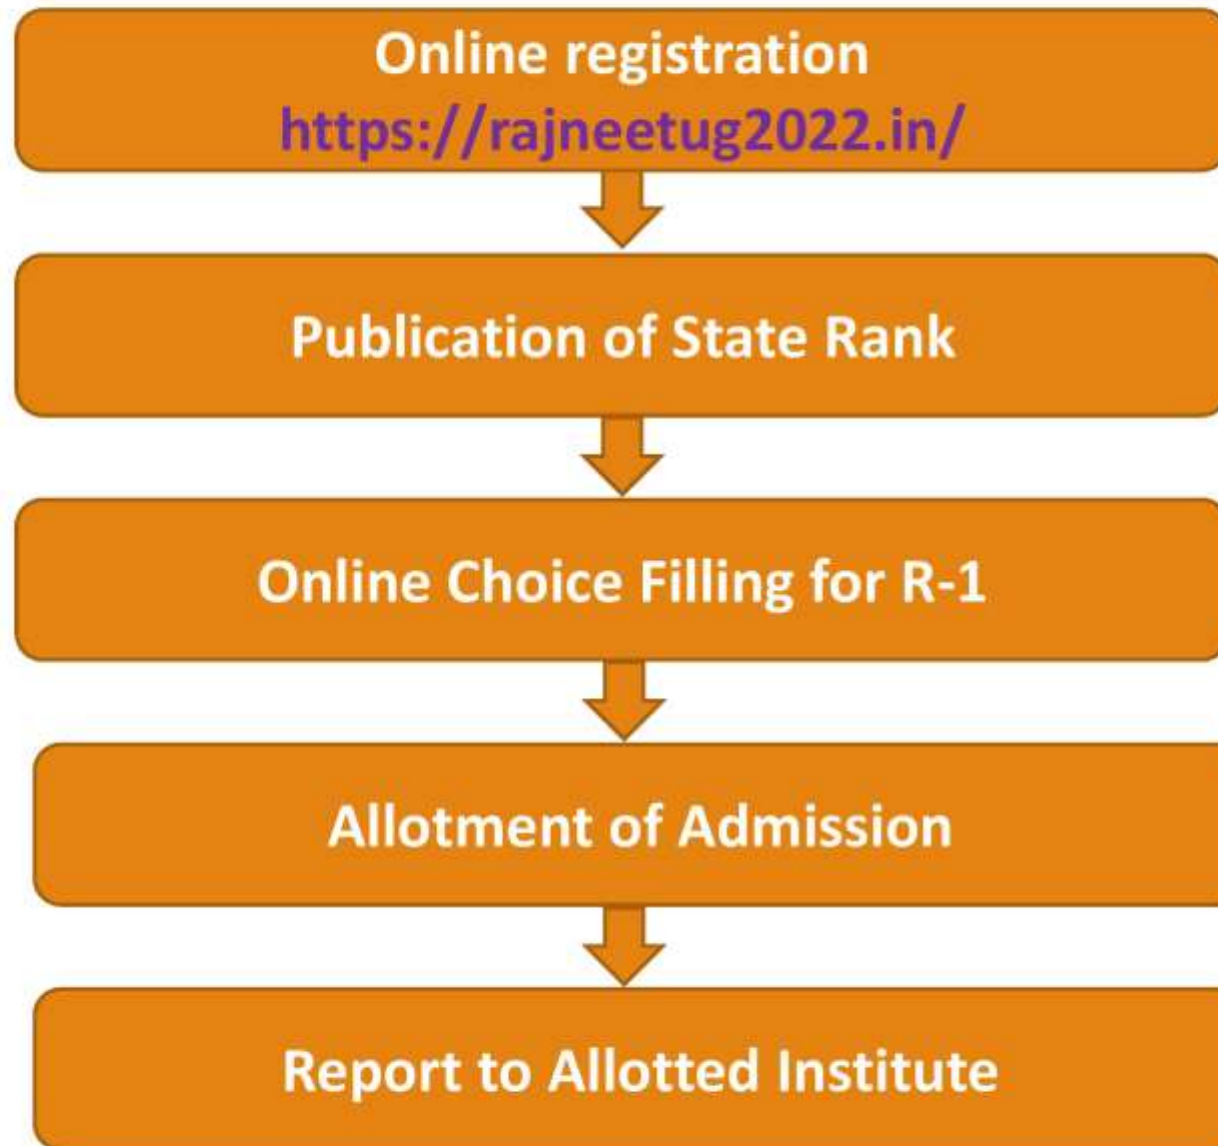 Online registration
https://rajneetug2022.in/
Publication of State Rank
Online Choice Filling for R-1
Allotment of Admission
Report to Allotted Institute